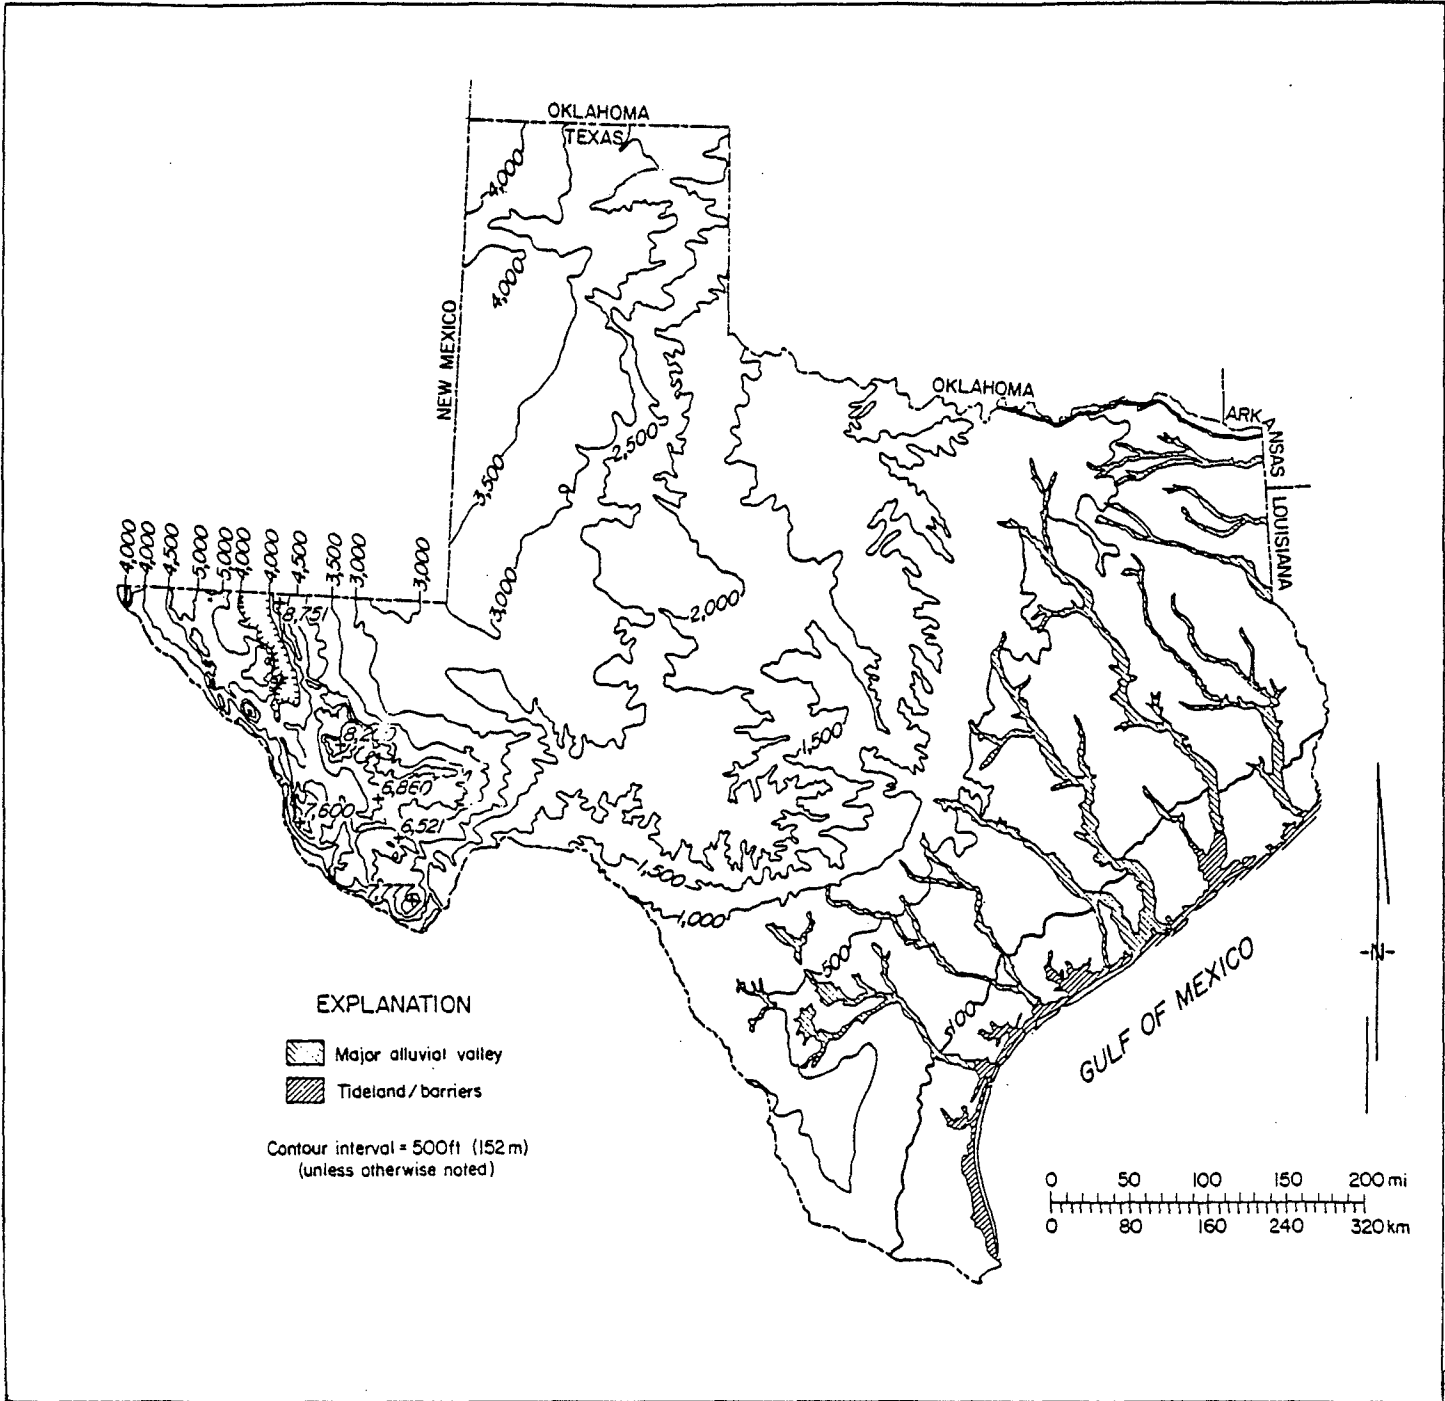 OKLAHOMA
TEXAS
4,000
4,000
NEW MEXICO
OKLAHOMA
ARKANSAS
LOUISIANA
2,500
3,500
3,000
2,000
4,000
4,000
4,500
5,000
5,000
4,000
4,000
4,500
3,500
3,000
3,000
8,751
1,500
6,860
7,600
6,521
1,500
1,000
500
100
GULF OF MEXICO
-N-
EXPLANATION
Major alluvial valley
Tideland/barriers
Contour interval = 500ft (152m)
(unless otherwise noted)
0 50 100 150 200 mi
0 80 160 240 320 km